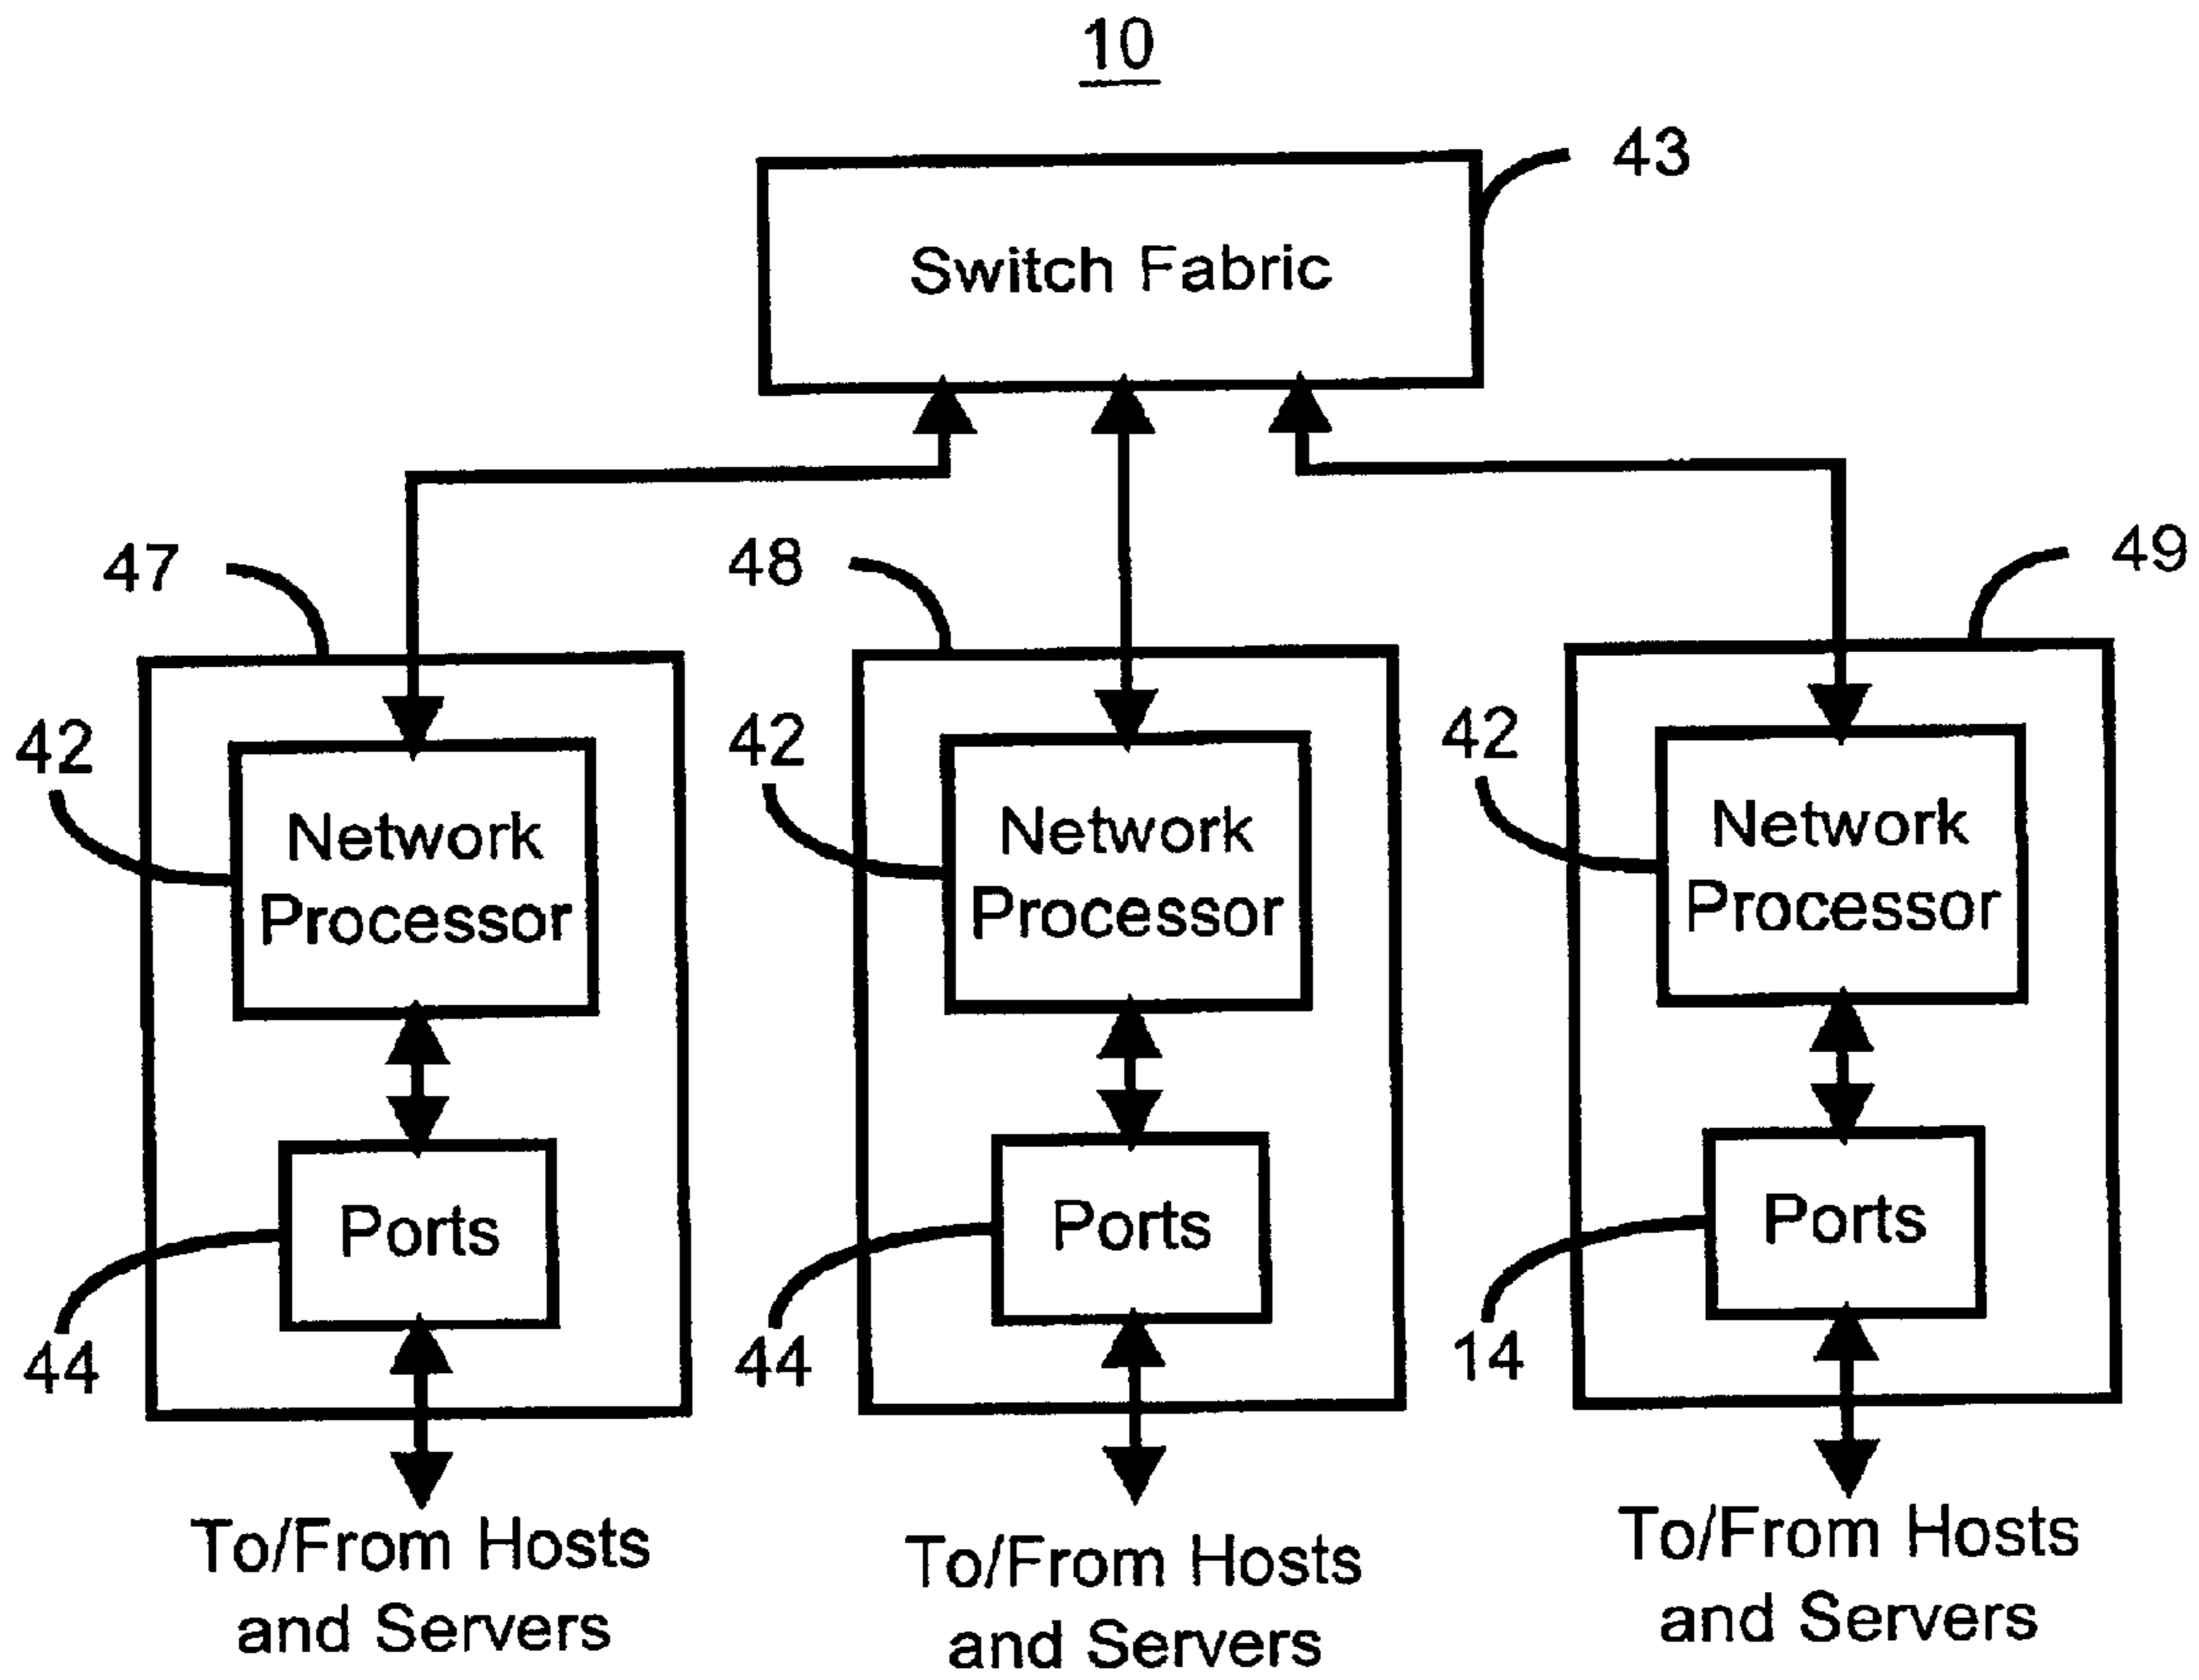 10
43
Switch Fabric
47
48
49
42
42
42
Network
Processor
Network
Processor
Network
Processor
Ports
Ports
Ports
44
44
14
To/From Hosts
and Servers
To/From Hosts
and Servers
To/From Hosts
and Servers